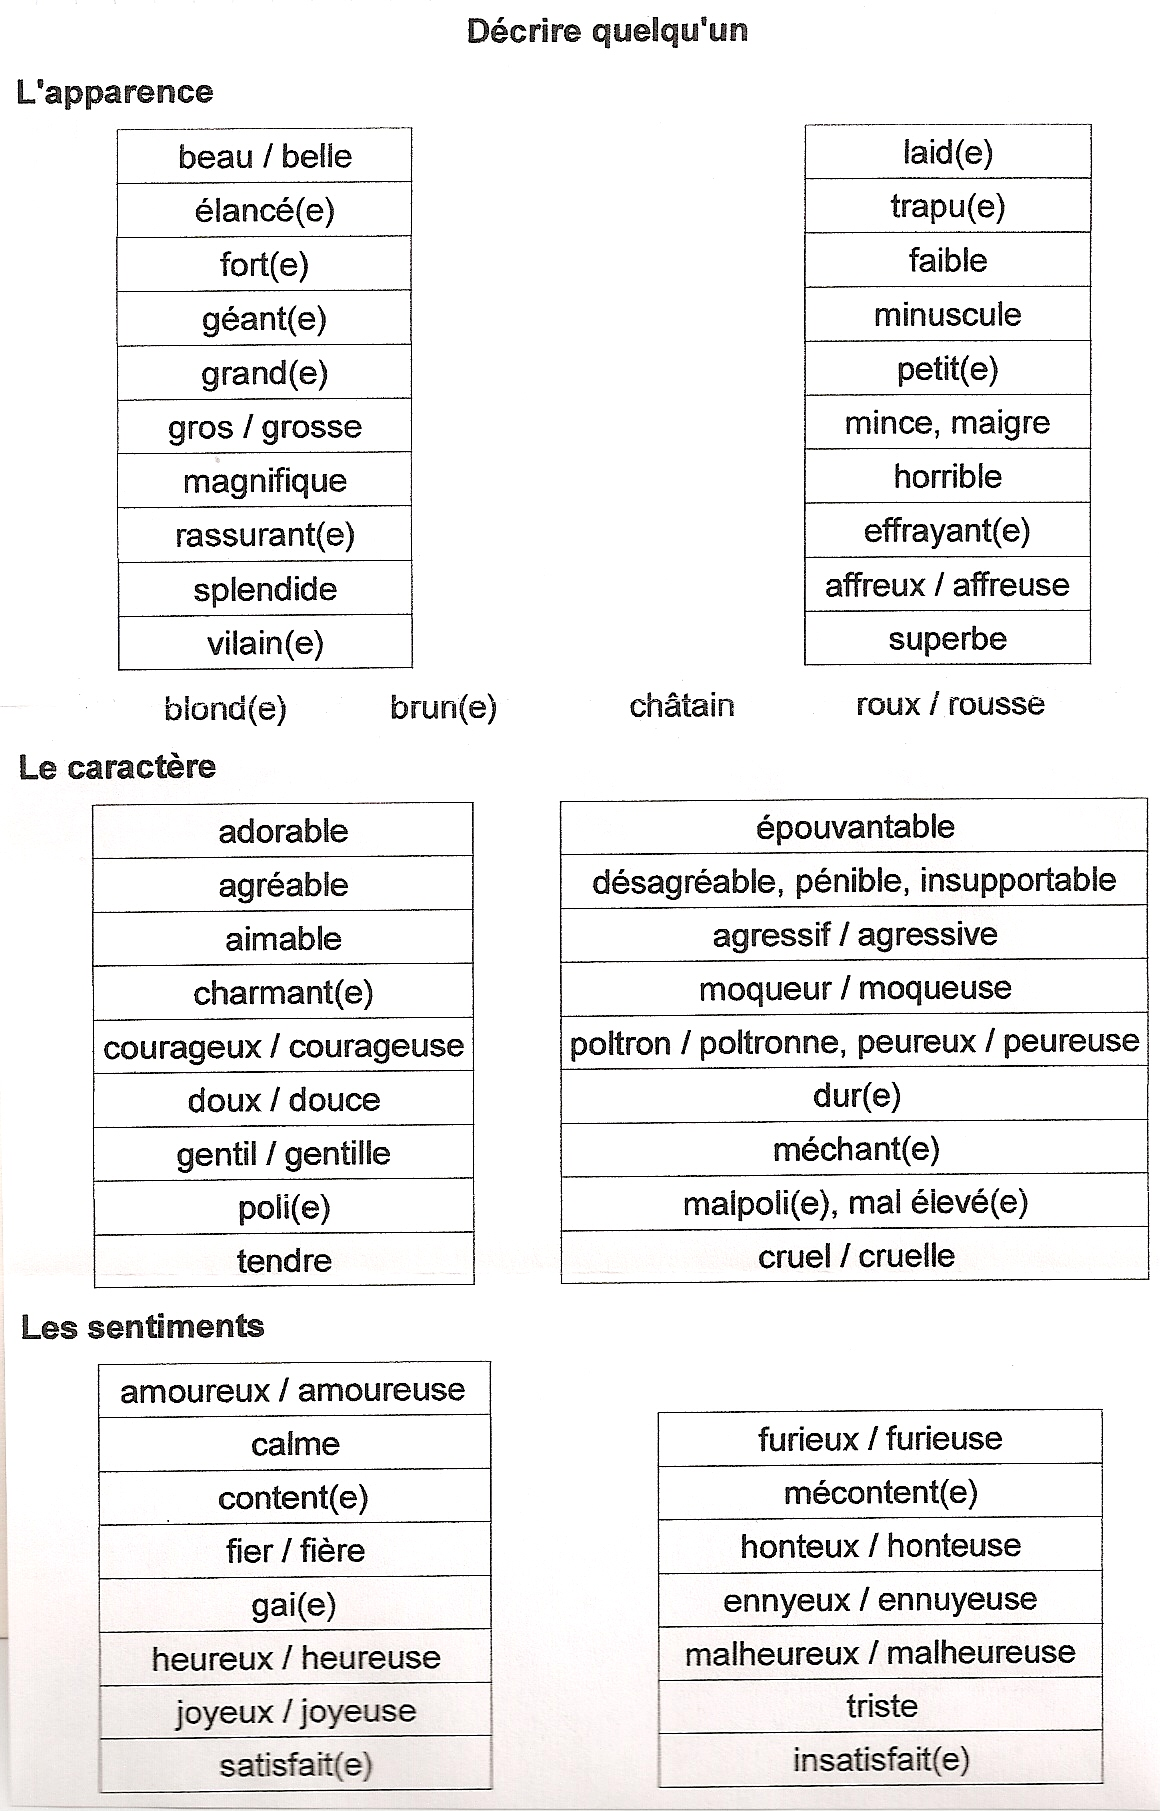 Décrire quelqu'un
L'apparence
beau / belle
élancé(e)
fort(e)
géant(e)
grand(e)
gros / grosse
magnifique
rassurant(e)
splendide
vilain(e)
laid(e)
trapu(e)
faible
minuscule
petit(e)
mince, maigre
horrible
effrayant(e)
affreux / affreuse
superbe
blond(e) brun(e) châtain roux / rousse
Le caractère
adorable
agréable
aimable
charmant(e)
courageux / courageuse
doux / douce
gentil / gentille
poli(e)
tendre
épouvantable
désagréable, pénible, insupportable
agressif / agressive
moqueur / moqueuse
poltron / poltronne, peureux / peureuse
dur(e)
méchant(e)
malpoli(e), mal élevé(e)
cruel / cruelle
Les sentiments
amoureux / amoureuse
calme
content(e)
fier / fière
gai(e)
heureux / heureuse
joyeux / joyeuse
satisfait(e)
furieux / furieuse
mécontent(e)
honteux / honteuse
ennyeux / ennuyeuse
malheureux / malheureuse
triste
insatisfait(e)